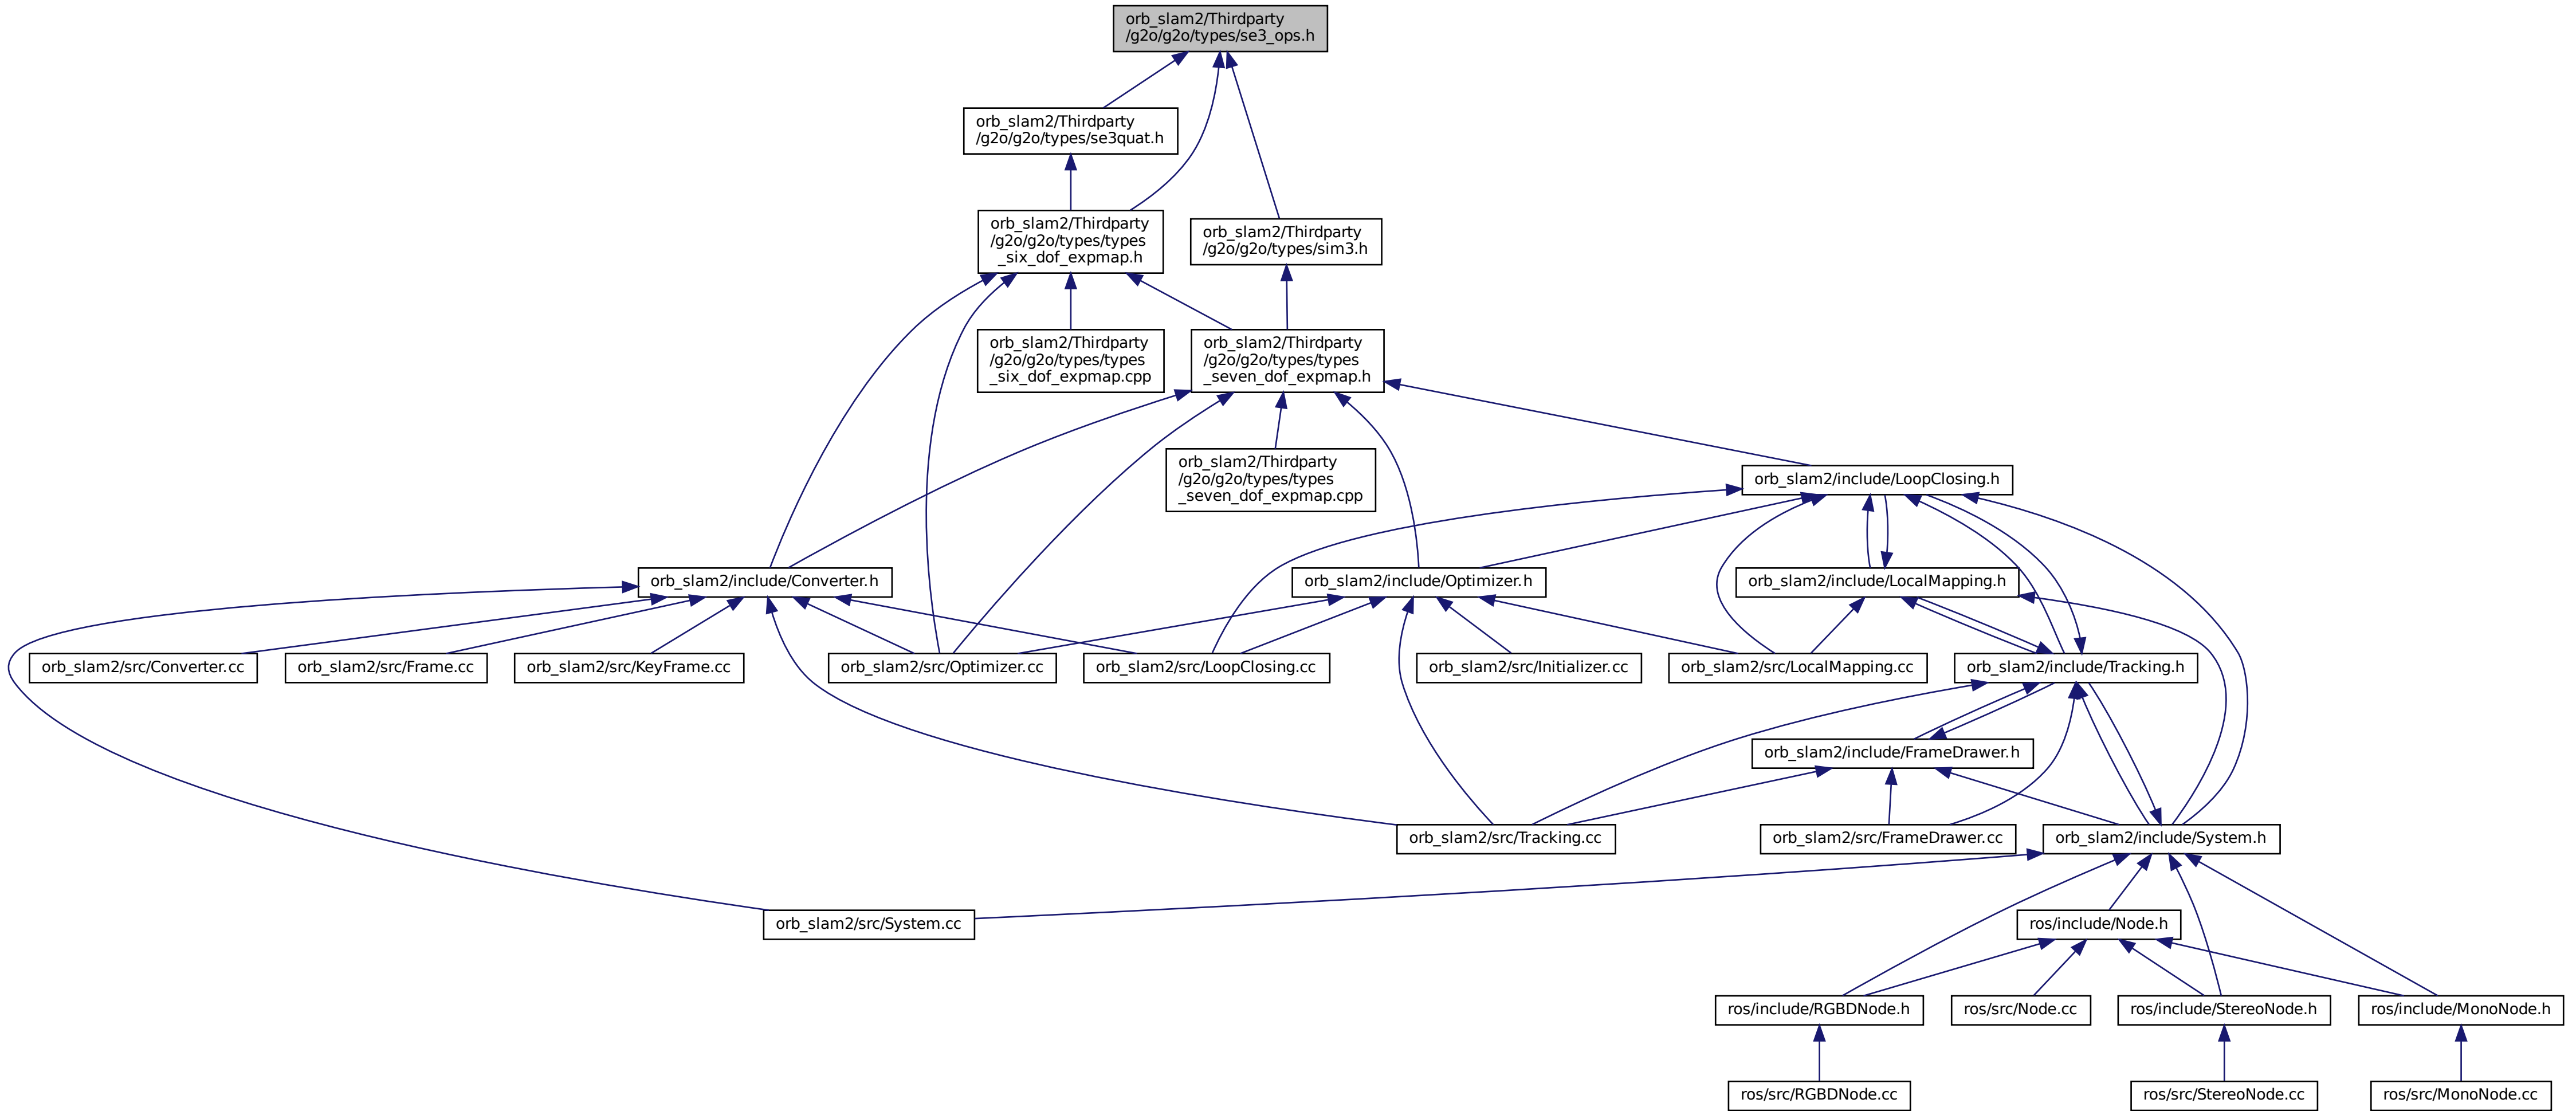 orb_slam2/Thirdparty
/g2o/g2o/types/se3_ops.h
orb_slam2/Thirdparty
/g2o/g2o/types/se3quat.h
orb_slam2/Thirdparty
/g2o/g2o/types/types
_six_dof_expmap.h
orb_slam2/Thirdparty
/g2o/g2o/types/sim3.h
orb_slam2/Thirdparty
/g2o/g2o/types/types
_six_dof_expmap.cpp
orb_slam2/Thirdparty
/g2o/g2o/types/types
_seven_dof_expmap.h
orb_slam2/Thirdparty
/g2o/g2o/types/types
_seven_dof_expmap.cpp
orb_slam2/include/LoopClosing.h
orb_slam2/include/Converter.h
orb_slam2/include/Optimizer.h
orb_slam2/include/LocalMapping.h
orb_slam2/src/Converter.cc
orb_slam2/src/Frame.cc
orb_slam2/src/KeyFrame.cc
orb_slam2/src/Optimizer.cc
orb_slam2/src/LoopClosing.cc
orb_slam2/src/Initializer.cc
orb_slam2/src/LocalMapping.cc
orb_slam2/include/Tracking.h
orb_slam2/include/FrameDrawer.h
orb_slam2/src/Tracking.cc
orb_slam2/src/FrameDrawer.cc
orb_slam2/include/System.h
orb_slam2/src/System.cc
ros/include/Node.h
ros/include/RGBDNode.h
ros/src/Node.cc
ros/include/StereoNode.h
ros/include/MonoNode.h
ros/src/RGBDNode.cc
ros/src/StereoNode.cc
ros/src/MonoNode.cc